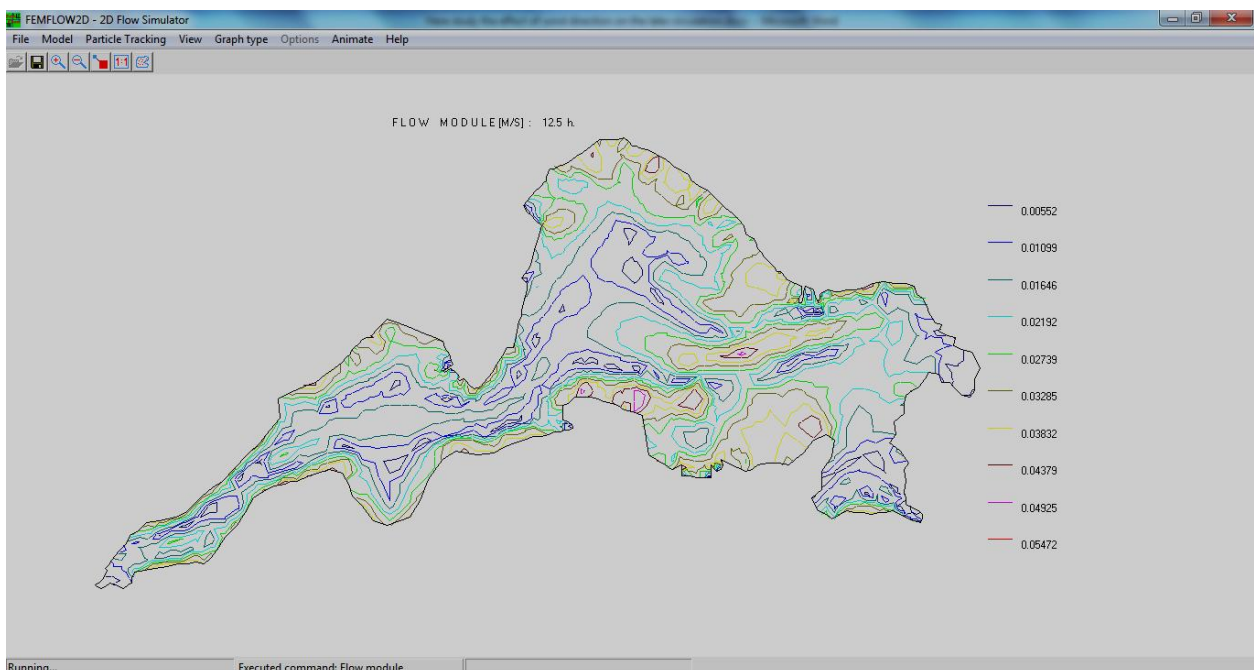 FEMFLOW2D - 2D Flow Simulator
File Model Particle Tracking View Graph type Options Animate Help
1:1
FLOW MODULE[M/S] : 12.5 h.
0.00552
0.01099
0.01646
0.02192
0.02739
0.03285
0.03832
0.04379
0.04925
0.05472
Running... Executed command: Flow module